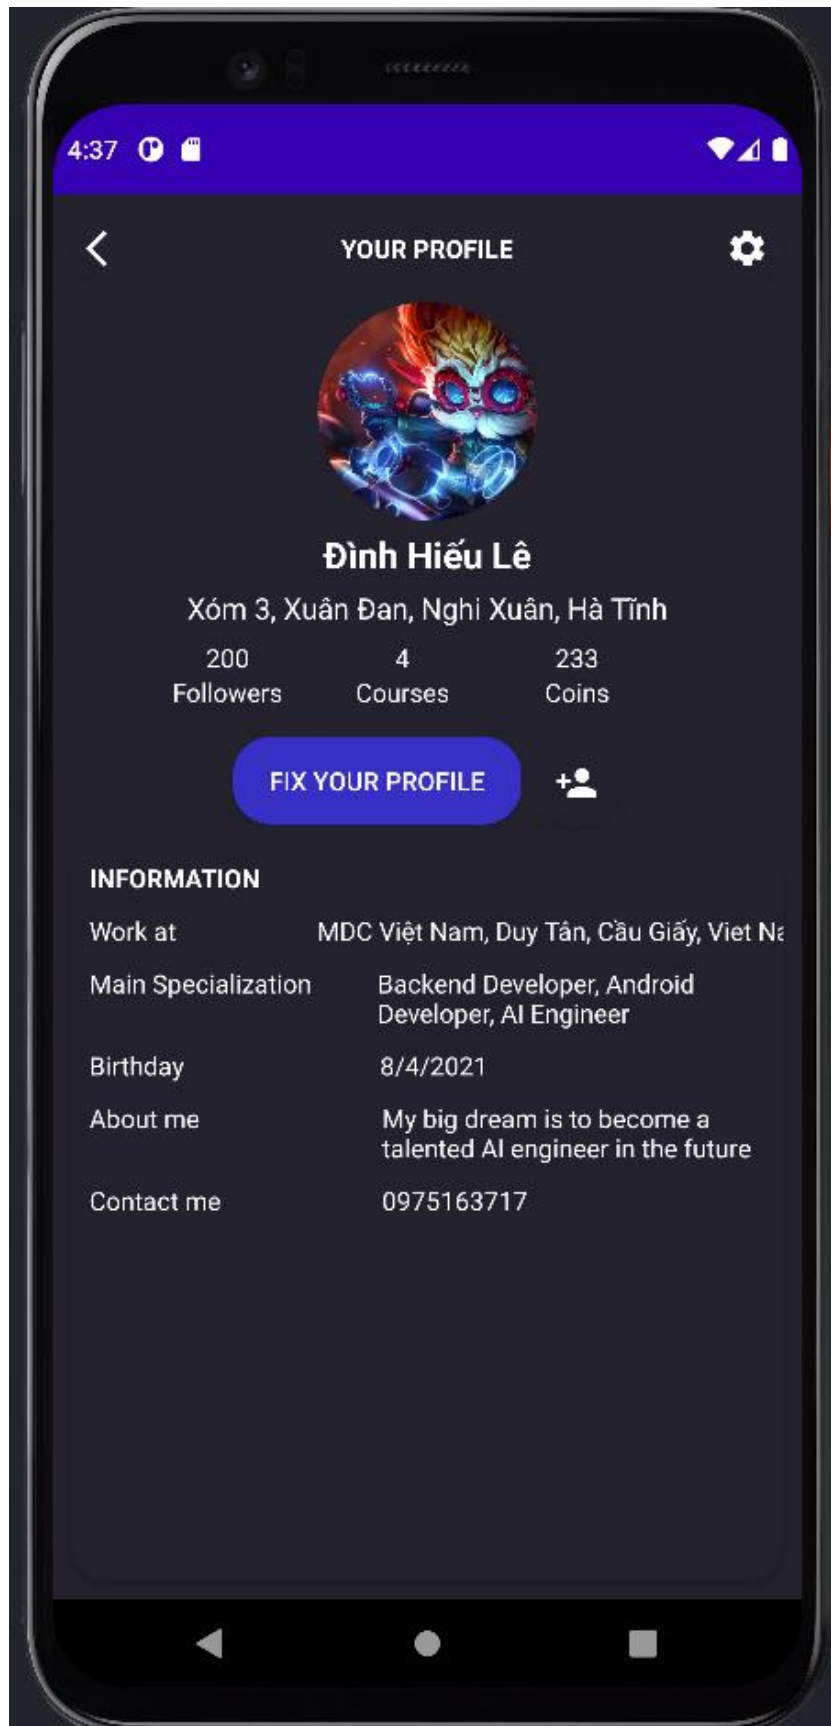 4:37
YOUR PROFILE
Đình Hiếu Lê
Xóm 3, Xuân Đan, Nghi Xuân, Hà Tĩnh
200 4 233
Followers Courses Coins
FIX YOUR PROFILE
INFORMATION
Work at MDC Việt Nam, Duy Tân, Cầu Giấy, Viet Na
Main Specialization Backend Developer, Android
Developer, AI Engineer
Birthday 8/4/2021
About me My big dream is to become a
talented AI engineer in the future
Contact me 0975163717